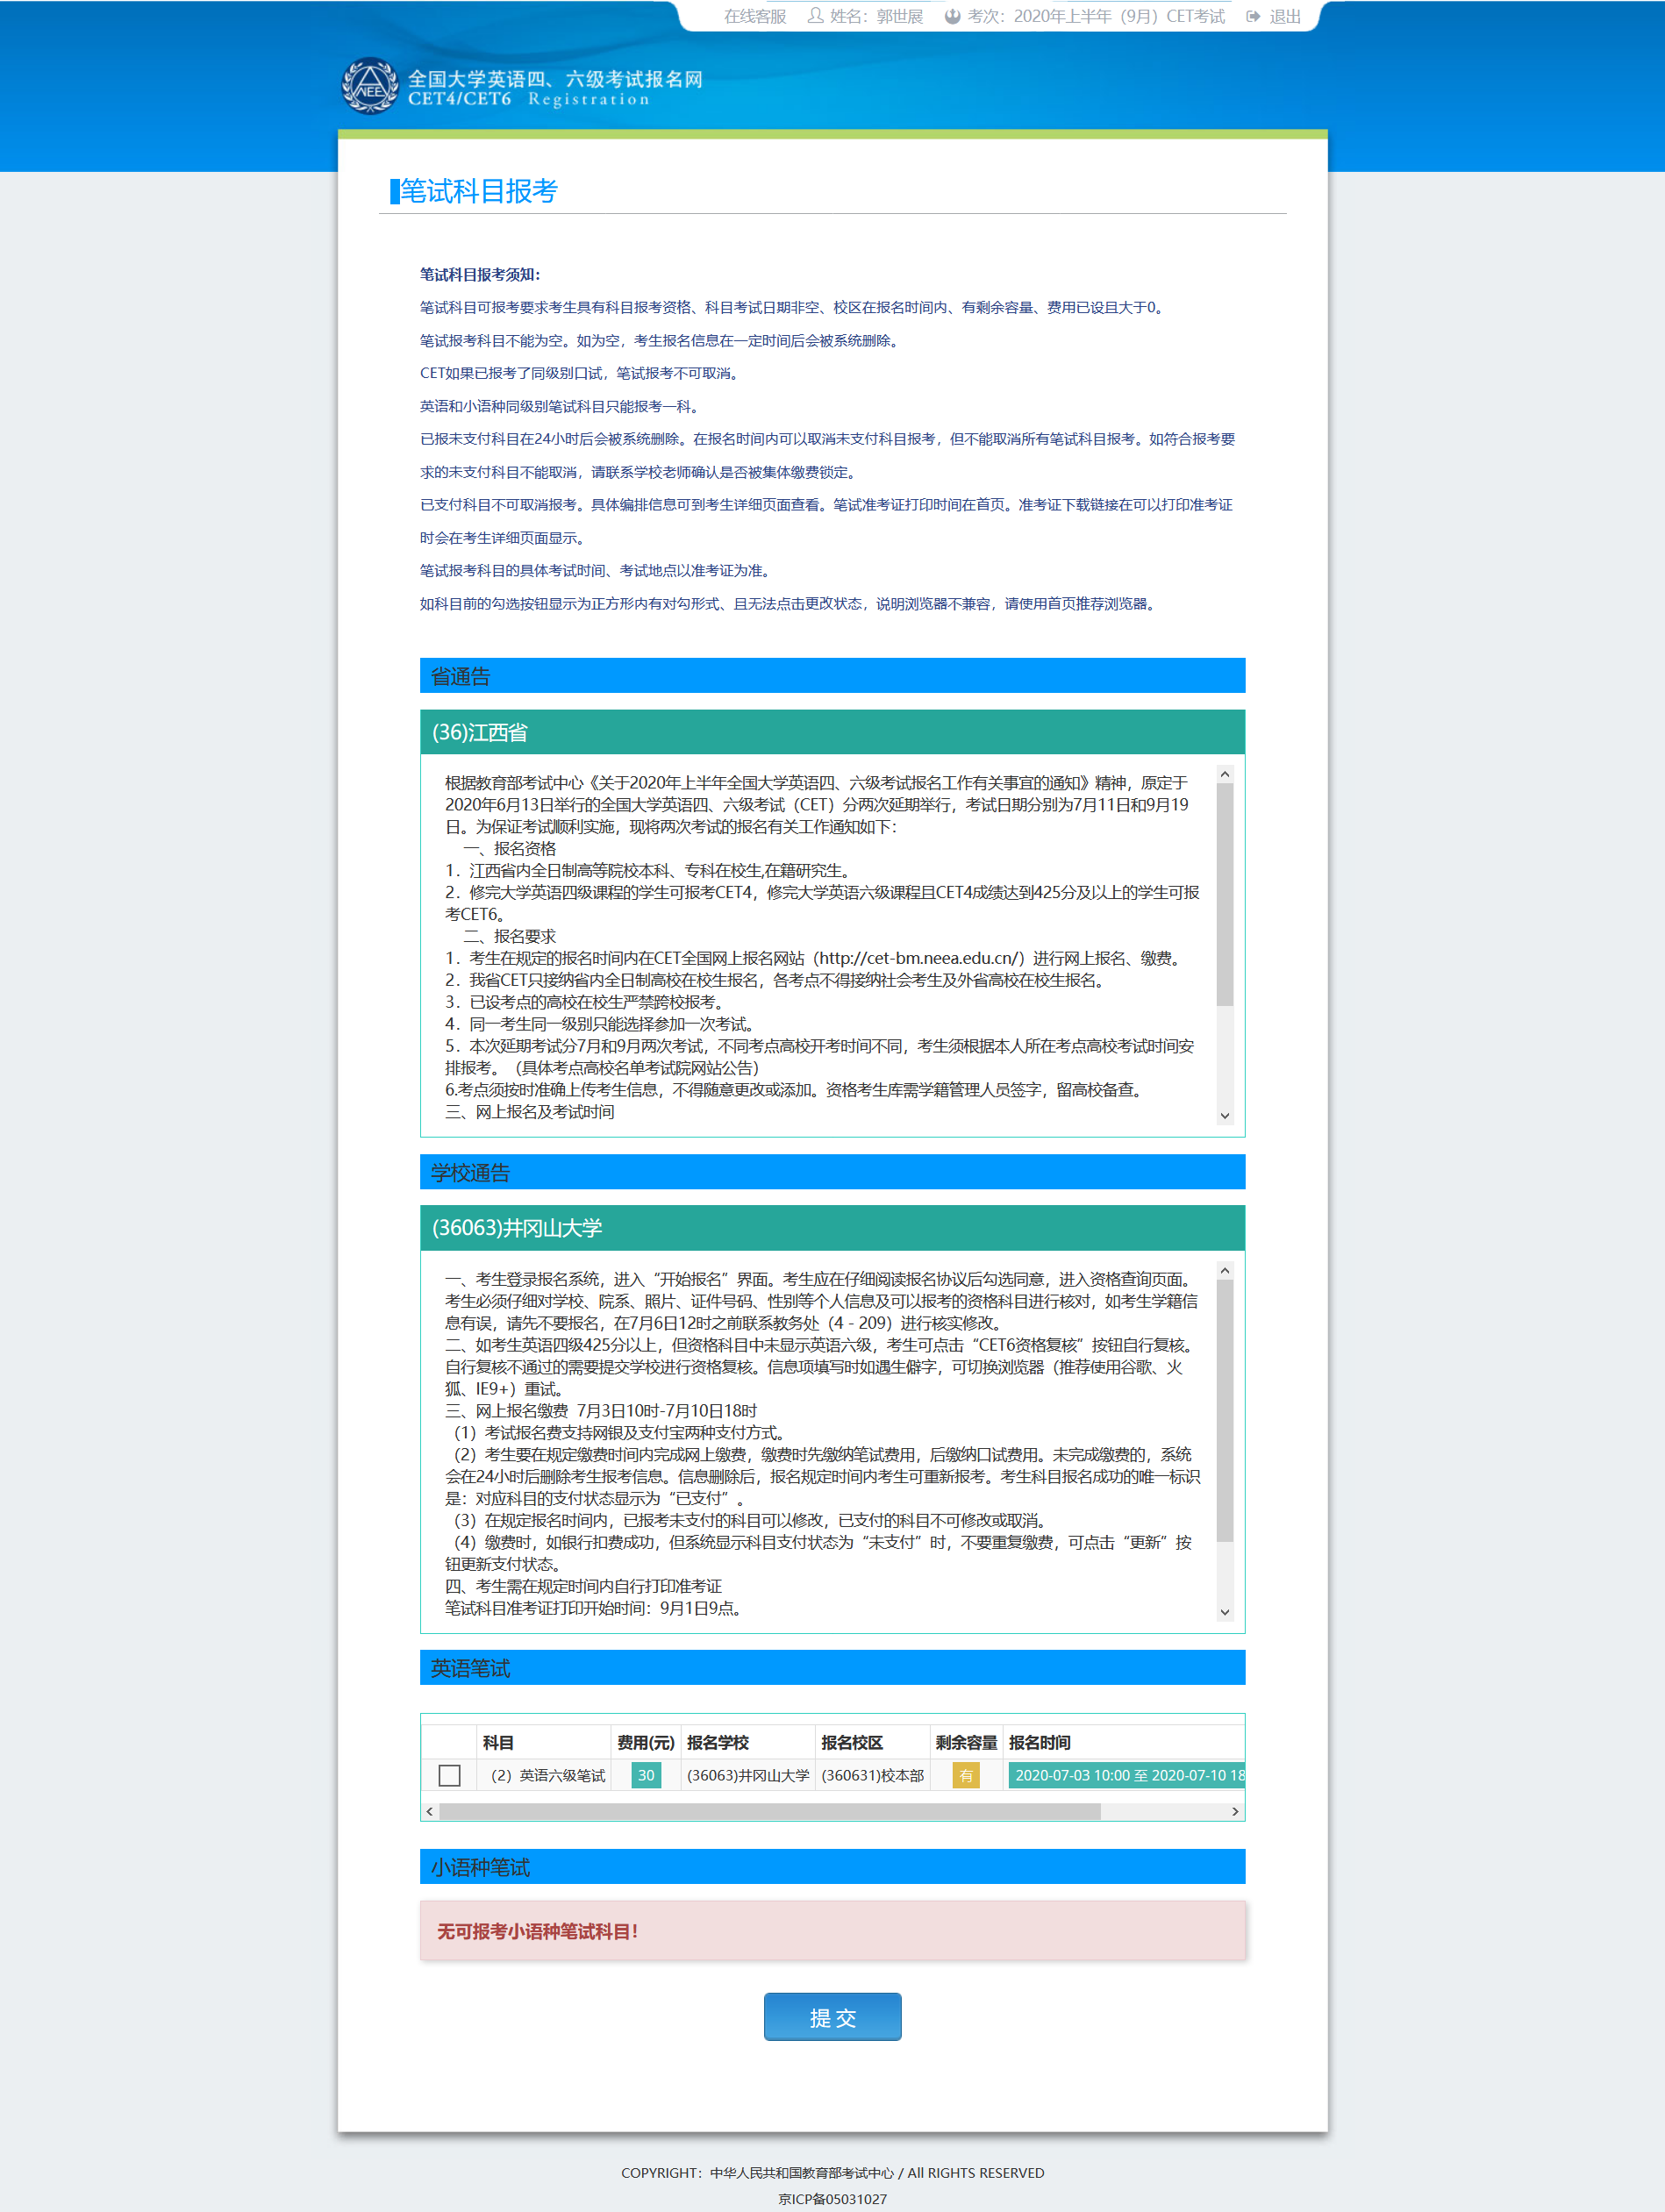 在线客服 姓名：郭世展 考次：2020年上半年（9月）CET考试 退出
NEEA
全国大学英语四、六级考试报名网
CET4/CET6 Registration
笔试科目报考
笔试科目报考须知：
笔试科目可报考要求考生具有科目报考资格、科目考试日期非空、校区在报名时间内、有剩余容量、费用已设且大于0。
笔试报考科目不能为空。如为空，考生报名信息在一定时间后会被系统删除。
CET如果已报考了同级别口试，笔试报考不可取消。
英语和小语种同级别笔试科目只能报考一科。
已报未支付科目在24小时后会被系统删除。在报名时间内可以取消未支付科目报考，但不能取消所有笔试科目报考。如符合报考要
求的未支付科目不能取消，请联系学校老师确认是否被集体缴费锁定。
已支付科目不可取消报考。具体编排信息可到考生详细页面查看。笔试准考证打印时间在首页。准考证下载链接在可以打印准考证
时会在考生详细页面显示。
笔试报考科目的具体考试时间、考试地点以准考证为准。
如科目前的勾选按钮显示为正方形内有对勾形式、且无法点击更改状态，说明浏览器不兼容，请使用首页推荐浏览器。
省通告
(36)江西省
根据教育部考试中心《关于2020年上半年全国大学英语四、六级考试报名工作有关事宜的通知》精神，原定于
2020年6月13日举行的全国大学英语四、六级考试（CET）分两次延期举行，考试日期分别为7月11日和9月19
日。为保证考试顺利实施，现将两次考试的报名有关工作通知如下：
一、报名资格
1．江西省内全日制高等院校本科、专科在校生,在籍研究生。
2．修完大学英语四级课程的学生可报考CET4，修完大学英语六级课程且CET4成绩达到425分及以上的学生可报
考CET6。
二、报名要求
1．考生在规定的报名时间内在CET全国网上报名网站（http://cet-bm.neea.edu.cn/）进行网上报名、缴费。
2．我省CET只接纳省内全日制高校在校生报名，各考点不得接纳社会考生及外省高校在校生报名。
3．已设考点的高校在校生严禁跨校报考。
4．同一考生同一级别只能选择参加一次考试。
5．本次延期考试分7月和9月两次考试，不同考点高校开考时间不同，考生须根据本人所在考点高校考试时间安
排报考。（具体考点高校名单考试院网站公告）
6.考点须按时准确上传考生信息，不得随意更改或添加。资格考生库需学籍管理人员签字，留高校备查。
三、网上报名及考试时间
学校通告
(36063)井冈山大学
一、考生登录报名系统，进入“开始报名”界面。考生应在仔细阅读报名协议后勾选同意，进入资格查询页面。
考生必须仔细对学校、院系、照片、证件号码、性别等个人信息及可以报考的资格科目进行核对，如考生学籍信
息有误，请先不要报名，在7月6日12时之前联系教务处（4－209）进行核实修改。
二、如考生英语四级425分以上，但资格科目中未显示英语六级，考生可点击“CET6资格复核”按钮自行复核。
自行复核不通过的需要提交学校进行资格复核。信息项填写时如遇生僻字，可切换浏览器（推荐使用谷歌、火
狐、IE9+）重试。
三、网上报名缴费 7月3日10时-7月10日18时
（1）考试报名费支持网银及支付宝两种支付方式。
（2）考生要在规定缴费时间内完成网上缴费，缴费时先缴纳笔试费用，后缴纳口试费用。未完成缴费的，系统
会在24小时后删除考生报考信息。信息删除后，报名规定时间内考生可重新报考。考生科目报名成功的唯一标识
是：对应科目的支付状态显示为“已支付”。
（3）在规定报名时间内，已报考未支付的科目可以修改，已支付的科目不可修改或取消。
（4）缴费时，如银行扣费成功，但系统显示科目支付状态为“未支付”时，不要重复缴费，可点击“更新”按
钮更新支付状态。
四、考生需在规定时间内自行打印准考证
笔试科目准考证打印开始时间：9月1日9点。
英语笔试
科目 费用(元) 报名学校 报名校区 剩余容量 报名时间
（2）英语六级笔试 30 (36063)井冈山大学 (360631)校本部 有 2020-07-03 10:00 至 2020-07-10 18
小语种笔试
无可报考小语种笔试科目！
提 交
COPYRIGHT：中华人民共和国教育部考试中心 / All RIGHTS RESERVED
京ICP备05031027